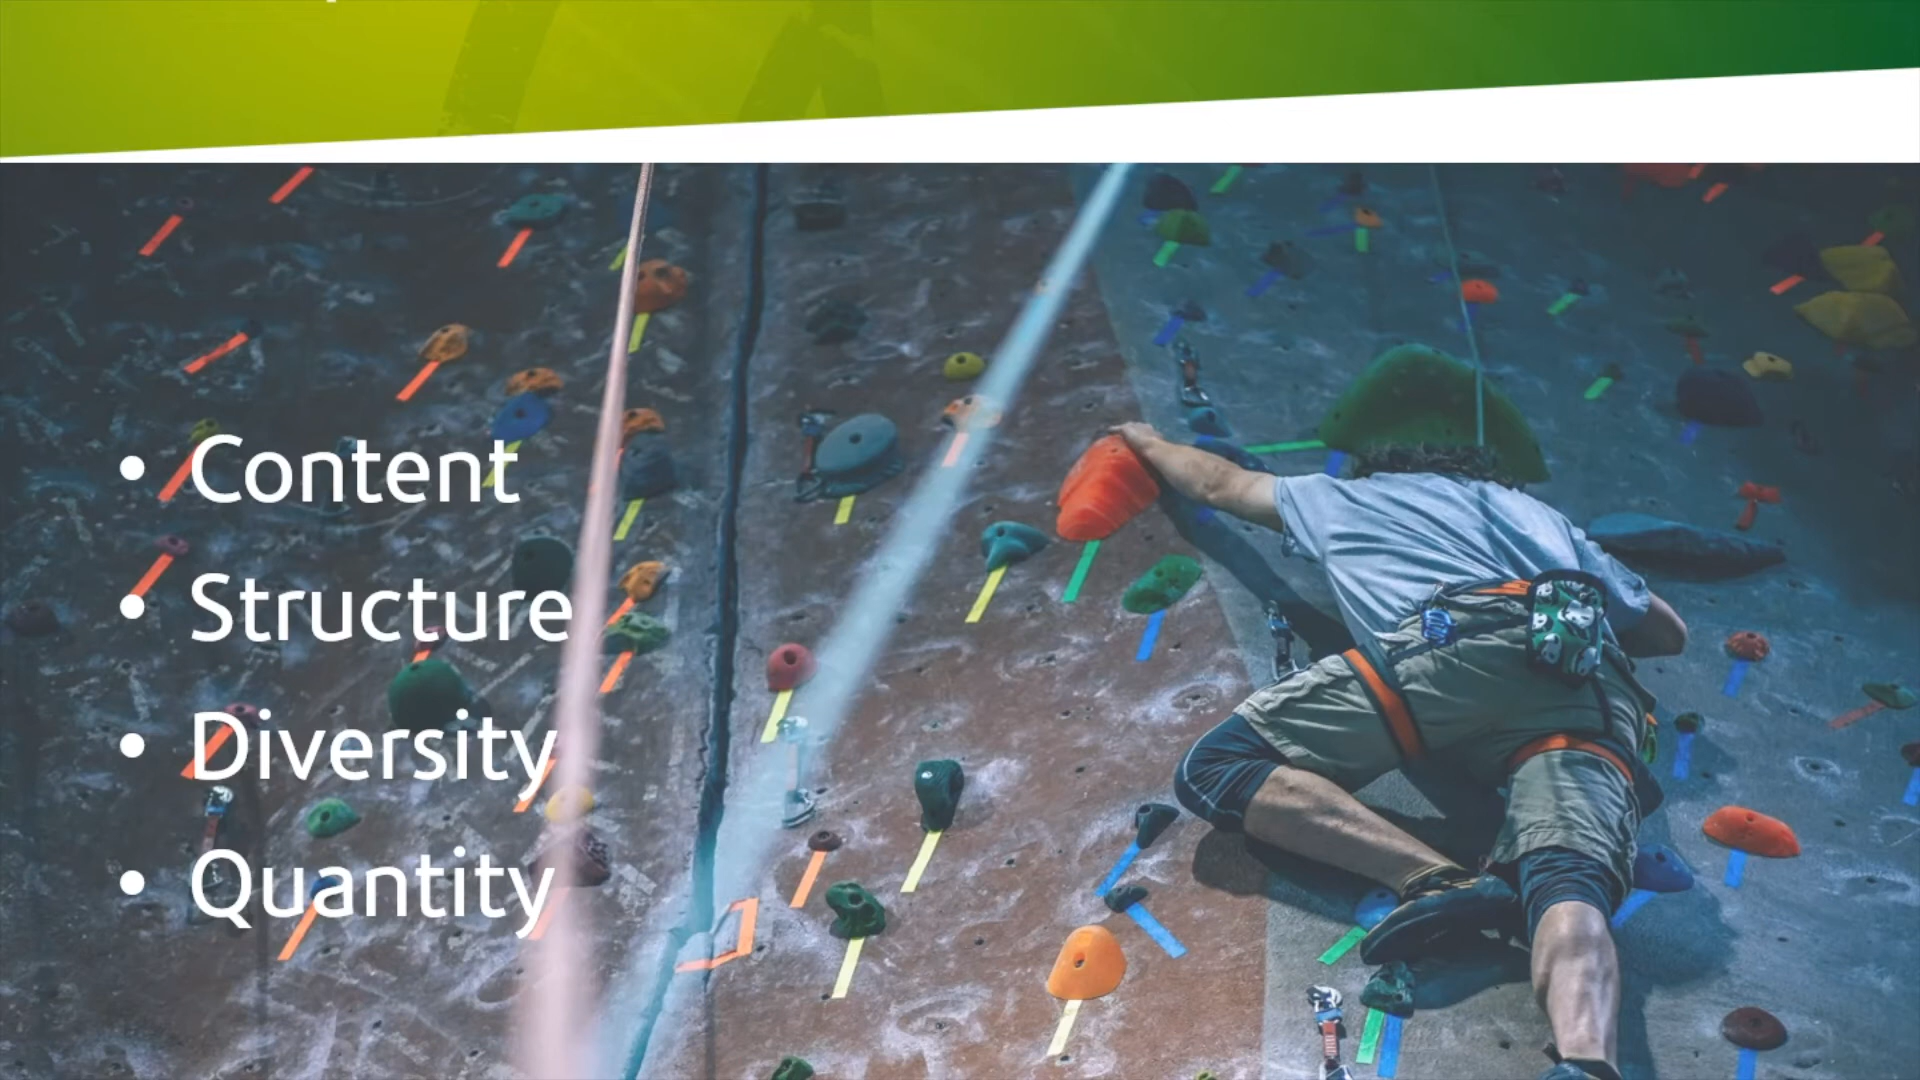 • Content
• Structure
• Diversity
• Quantity